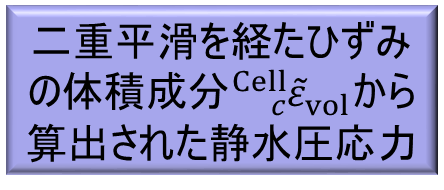 二重平滑を経たひずみ
の体積成分$^{\mathrm{Cell}}_{\ \ \ c}\tilde{\varepsilon}_{\mathrm{vol}}$から
算出された静水圧応力